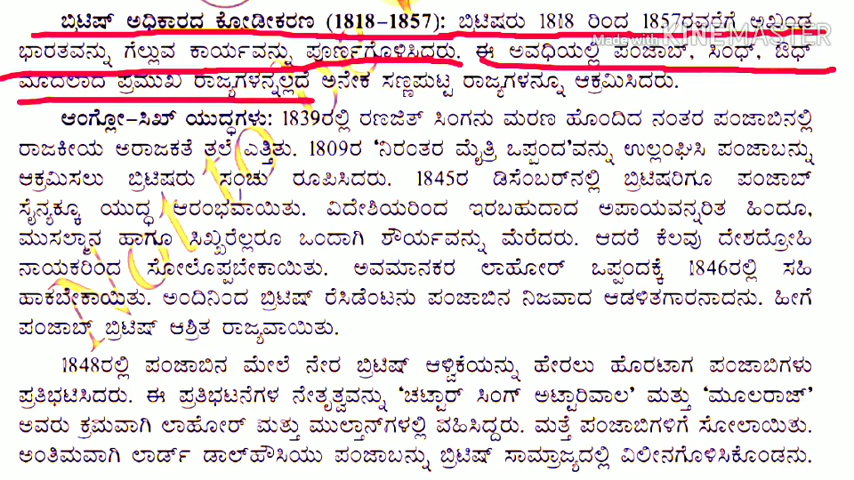 ಬ್ರಿಟಿಷ್ ಅಧಿಕಾರದ ಕ್ರೋಡೀಕರಣ (1818-1857): ಬ್ರಿಟಿಷರು 1818 ರಿಂದ 1857ರವರೆಗೆ ಅಖಂಡ
MADE WITH KINEMASTER
ಭಾರತವನ್ನು ಗೆಲ್ಲುವ ಕಾರ್ಯವನ್ನು ಪೂರ್ಣಗೊಳಿಸಿದರು. ಈ ಅವಧಿಯಲ್ಲಿ ಪಂಜಾಬ್, ಸಿಂಧ್, ಔಧ್
ಮೊದಲಾದ ಪ್ರಮುಖ ರಾಜ್ಯಗಳನ್ನಲ್ಲದೆ ಅನೇಕ ಸಣ್ಣಪುಟ್ಟ ರಾಜ್ಯಗಳನ್ನೂ ಆಕ್ರಮಿಸಿದರು.
ಆಂಗ್ಲೋ-ಸಿಖ್ ಯುದ್ಧಗಳು: 1839ರಲ್ಲಿ ರಣಜಿತ್ ಸಿಂಗನು ಮರಣ ಹೊಂದಿದ ನಂತರ ಪಂಜಾಬಿನಲ್ಲಿ
ರಾಜಕೀಯ ಅರಾಜಕತೆ ತಲೆ ಎತ್ತಿತು. 1809ರ 'ನಿರಂತರ ಮೈತ್ರಿ ಒಪ್ಪಂದ'ವನ್ನು ಉಲ್ಲಂಘಿಸಿ ಪಂಜಾಬನ್ನು
ಆಕ್ರಮಿಸಲು ಬ್ರಿಟಿಷರು ಸಂಚು ರೂಪಿಸಿದರು. 1845ರ ಡಿಸೆಂಬರ್‌ನಲ್ಲಿ ಬ್ರಿಟಿಷರಿಗೂ ಪಂಜಾಬ್
ಸೈನ್ಯಕ್ಕೂ ಯುದ್ಧ ಆರಂಭವಾಯಿತು. ವಿದೇಶಿಯರಿಂದ ಇರಬಹುದಾದ ಅಪಾಯವನ್ನರಿತ ಹಿಂದೂ,
ಮುಸಲ್ಮಾನ ಹಾಗೂ ಸಿಖ್ಖರೆಲ್ಲರೂ ಒಂದಾಗಿ ಶೌರ್ಯವನ್ನು ಮೆರೆದರು. ಆದರೆ ಕೆಲವು ದೇಶದ್ರೋಹಿ
ನಾಯಕರಿಂದ ಸೋಲೊಪ್ಪಬೇಕಾಯಿತು. ಅವಮಾನಕರ ಲಾಹೋರ್ ಒಪ್ಪಂದಕ್ಕೆ 1846ರಲ್ಲಿ ಸಹಿ
ಹಾಕಬೇಕಾಯಿತು. ಅಂದಿನಿಂದ ಬ್ರಿಟಿಷ್ ರೆಸಿಡೆಂಟನು ಪಂಜಾಬಿನ ನಿಜವಾದ ಆಡಳಿತಗಾರನಾದನು. ಹೀಗೆ
ಪಂಜಾಬ್ ಬ್ರಿಟಿಷ್ ಆಶ್ರಿತ ರಾಜ್ಯವಾಯಿತು.
1848ರಲ್ಲಿ ಪಂಜಾಬಿನ ಮೇಲೆ ನೇರ ಬ್ರಿಟಿಷ್ ಆಳ್ವಿಕೆಯನ್ನು ಹೇರಲು ಹೊರಟಾಗ ಪಂಜಾಬಿಗಳು
ಪ್ರತಿಭಟಿಸಿದರು. ಈ ಪ್ರತಿಭಟನೆಗಳ ನೇತೃತ್ವವನ್ನು 'ಚಟ್ಟಾರ್ ಸಿಂಗ್ ಅಟ್ಟಾರಿವಾಲ' ಮತ್ತು 'ಮೂಲರಾಜ್'
ಅವರು ಕ್ರಮವಾಗಿ ಲಾಹೋರ್ ಮತ್ತು ಮುಲ್ತಾನ್‌ಗಳಲ್ಲಿ ವಹಿಸಿದ್ದರು. ಮತ್ತೆ ಪಂಜಾಬಿಗಳಿಗೆ ಸೋಲಾಯಿತು.
ಅಂತಿಮವಾಗಿ ಲಾರ್ಡ್ ಡಾಲ್‌ಹೌಸಿಯು ಪಂಜಾಬನ್ನು ಬ್ರಿಟಿಷ್ ಸಾಮ್ರಾಜ್ಯದಲ್ಲಿ ವಿಲೀನಗೊಳಿಸಿಕೊಂಡನು.
Not to